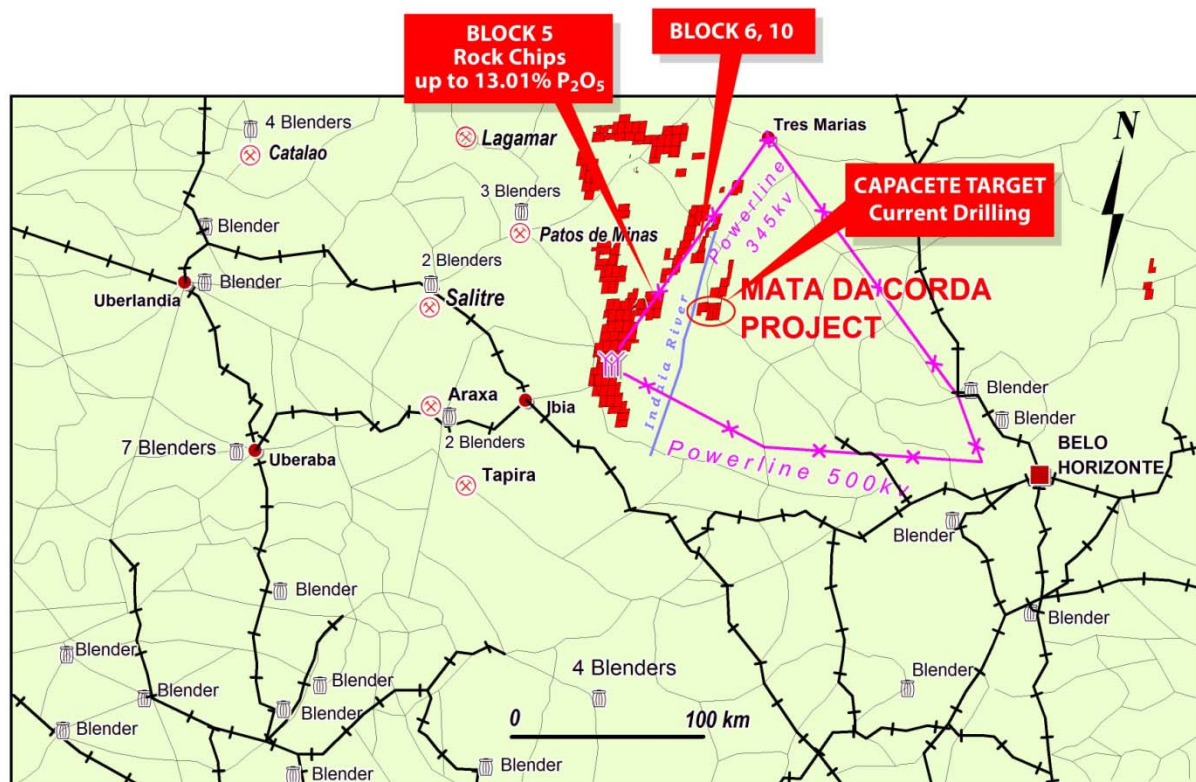 BLOCK 5
Rock Chips
up to 13.01% P₂O₅
BLOCK 6, 10
4 Blenders
Catalao
Lagamar
Tres Marias
N
3 Blenders
Patos de Minas
Powerline
345kv
CAPACETE TARGET
Current Drilling
Blender
Blender
Uberlandia
2 Blenders
Salitre
MATA DA CORDA
PROJECT
Indaia River
Araxa
2 Blenders
Ibia
Blender
Blender
7 Blenders
Uberaba
Tapira
Powerline 500kv
BELO
HORIZONTE
Blender
Blender
Blender
Blender
Blender
Blender
Blender
Blender
4 Blenders
Blender
Blender
Blender
Blender
0 100 km